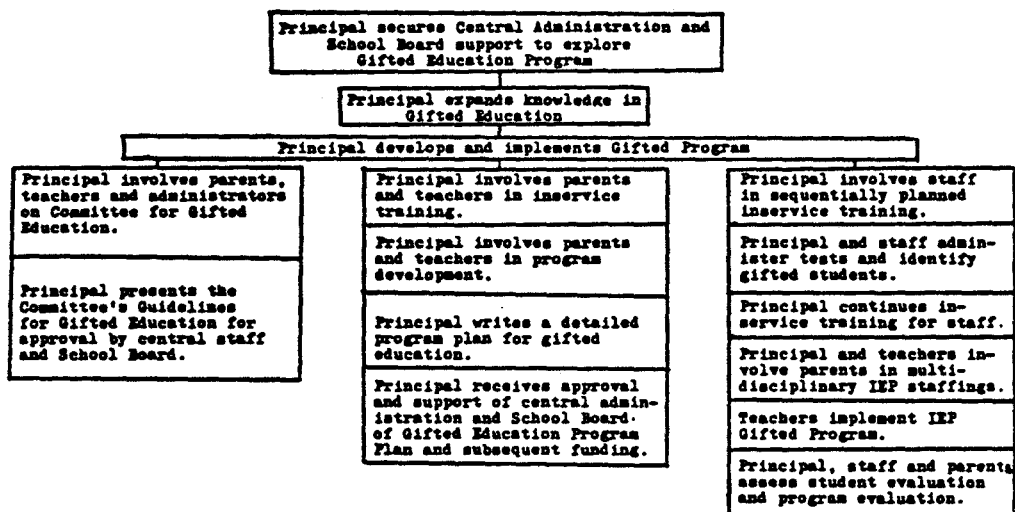 Principal secures Central Administration and
School Board support to explore
Gifted Education Program
Principal expands knowledge in
Gifted Education
Principal develops and implements Gifted Program
Principal involves parents,
teachers and administrators
on Committee for Gifted
Education.
Principal presents the
Committee's Guidelines
for Gifted Education for
approval by central staff
and School Board.
Principal involves parents
and teachers in inservice
training.
Principal involves parents
and teachers in program
development.
Principal writes a detailed
program plan for gifted
education.
Principal receives approval
and support of central admin-
istration and School Board
of Gifted Education Program
Plan and subsequent funding.
Principal involves staff
in sequentially planned
inservice training.
Principal and staff admin-
ister tests and identify
gifted students.
Principal continues in-
service training for staff.
Principal and teachers in-
volve parents in multi-
disciplinary IEP staffings.
Teachers implement IEP
Gifted Program.
Principal, staff and parents
assess student evaluation
and program evaluation.